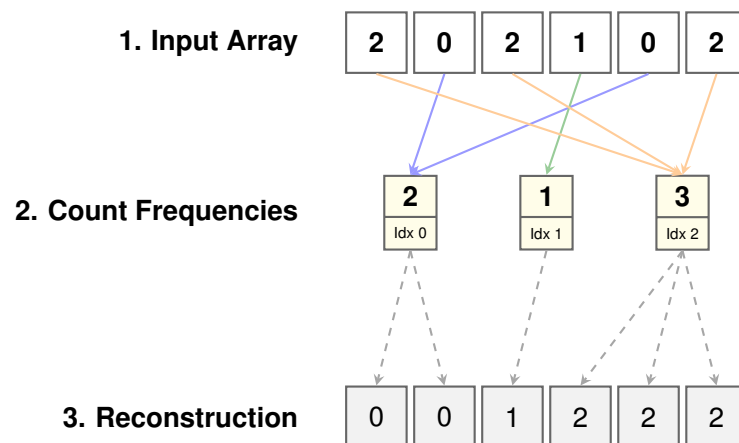 1. Input Array
2 0 2 1 0 2
2. Count Frequencies
2 1 3
Idx 0 Idx 1 Idx 2
3. Reconstruction
0 0 1 2 2 2